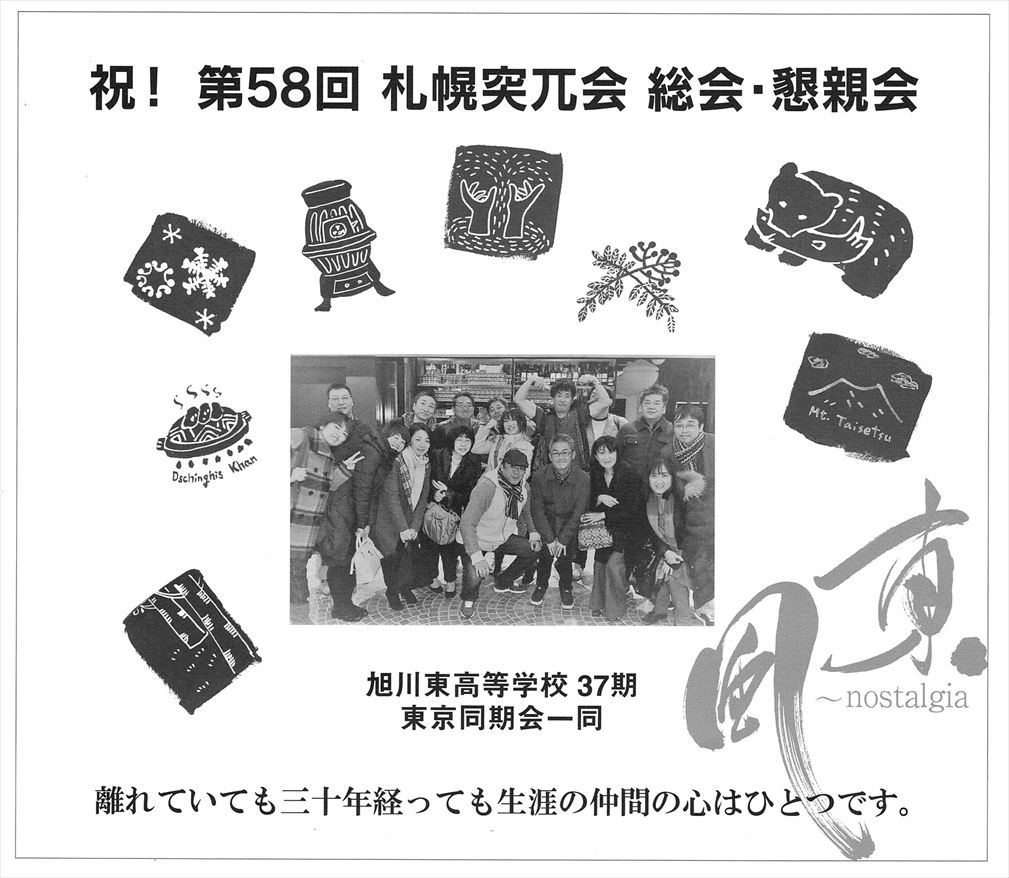 祝！ 第58回 札幌突兀会 総会・懇親会
Mt. Taisetsu
Dschinghis Khan
東風
～nostalgia
旭川東高等学校 37期
東京同期会一同
離れていても三十年経っても生涯の仲間の心はひとつです。